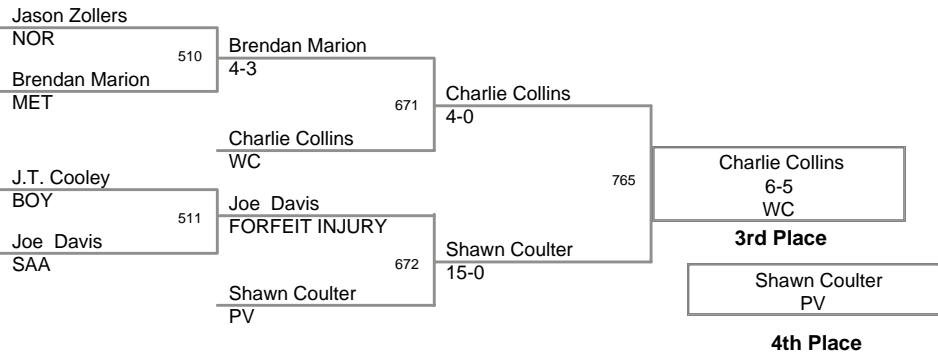 Jason Zollers
NOR
510
Brendan Marion
MET
Brendan Marion
4-3
671
Charlie Collins
WC
Charlie Collins
4-0
J.T. Cooley
BOY
511
Joe Davis
SAA
Joe Davis
FORFEIT INJURY
672
Shawn Coulter
PV
Shawn Coulter
15-0
765
Charlie Collins
6-5
WC
3rd Place
Shawn Coulter
PV
4th Place